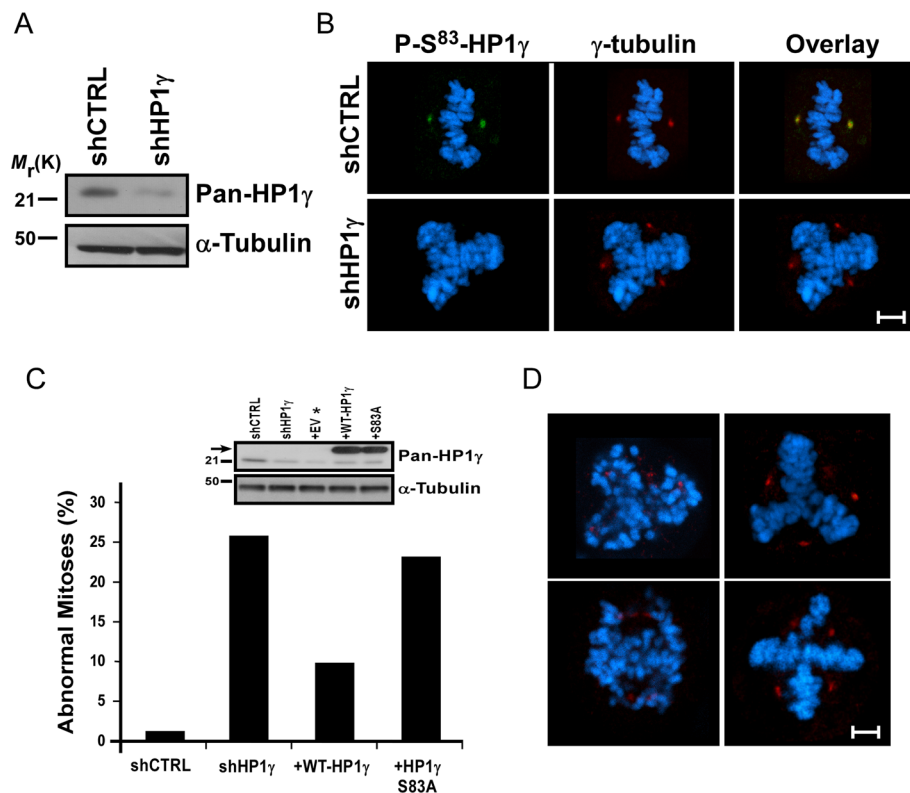 A
shCTRL
shHP1γ
Mr(K)
21
Pan-HP1γ
50
α-Tubulin
B
P-S83-HP1γ
γ-tubulin
Overlay
shCTRL
shHP1γ
C
shCTRL
shHP1γ
+EV *
+WT-HP1γ
+S83A
21
Pan-HP1γ
50
α-Tubulin
Abnormal Mitoses (%)
30
25
20
15
10
5
0
shCTRL
shHP1γ
+WT-HP1γ
+HP1γ
S83A
D